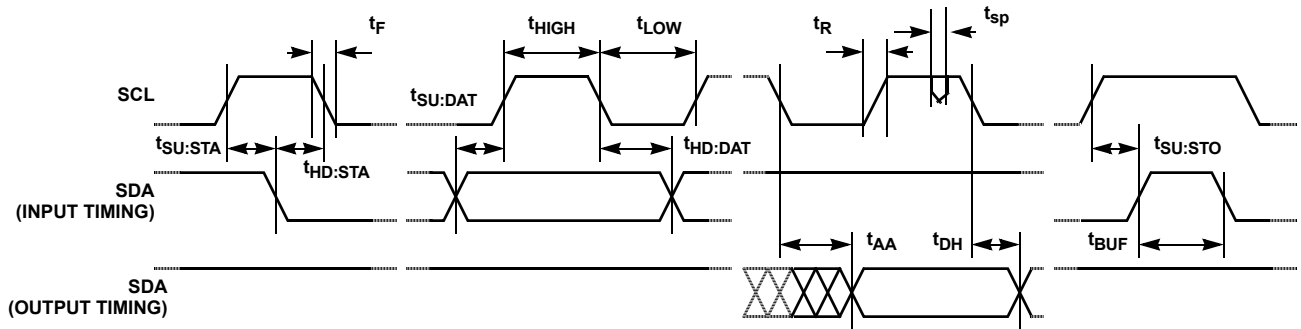 tF
tHIGH
tLOW
tR
tsp
SCL
tSU:DAT
tSU:STA
tHD:STA
tHD:DAT
tSU:STO
SDA
(INPUT TIMING)
tAA
tDH
tBUF
SDA
(OUTPUT TIMING)